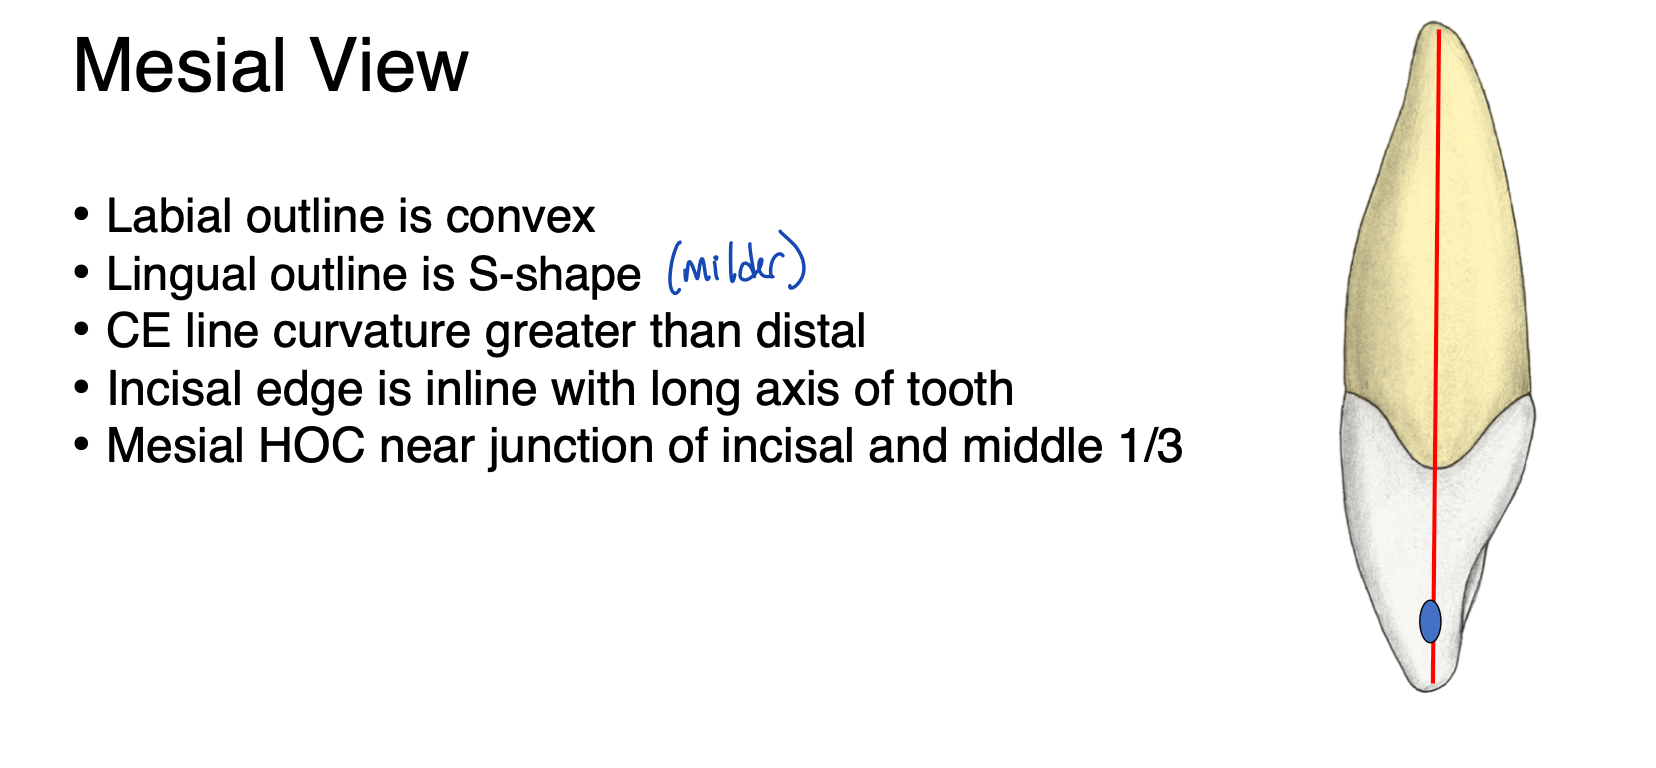 Mesial View
• Labial outline is convex
• Lingual outline is S-shape (milder)
• CE line curvature greater than distal
• Incisal edge is inline with long axis of tooth
• Mesial HOC near junction of incisal and middle 1/3